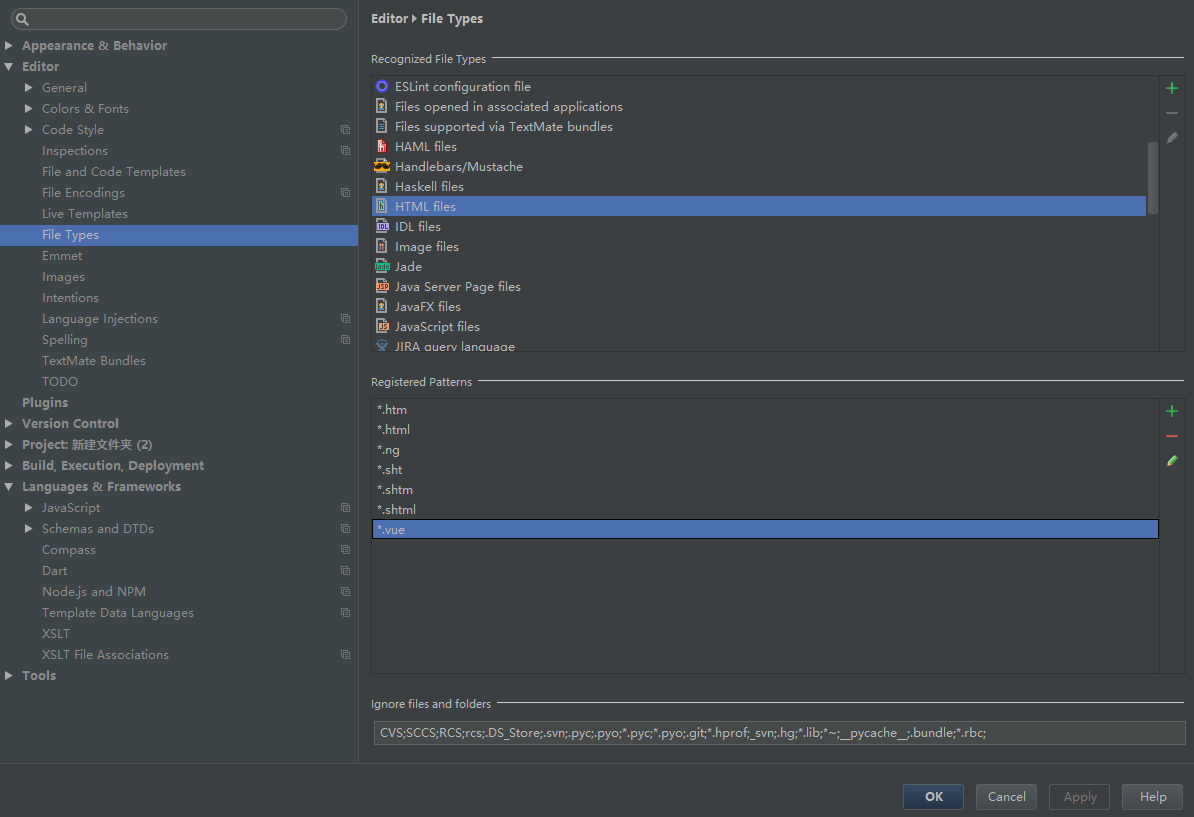 Appearance & Behavior
Editor
General
Colors & Fonts
Code Style
Inspections
File and Code Templates
File Encodings
Live Templates
File Types
Emmet
Images
Intentions
Language Injections
Spelling
TextMate Bundles
TODO
Plugins
Version Control
Project: 新建文件夹 (2)
Build, Execution, Deployment
Languages & Frameworks
JavaScript
Schemas and DTDs
Compass
Dart
Node.js and NPM
Template Data Languages
XSLT
XSLT File Associations
Tools
Editor File Types
Recognized File Types
ESLint configuration file
Files opened in associated applications
Files supported via TextMate bundles
HAML files
Handlebars/Mustache
Haskell files
HTML files
IDL files
Image files
Jade
Java Server Page files
JavaFX files
JavaScript files
JIRA query language
Registered Patterns
*.htm
*.html
*.ng
*.sht
*.shtm
*.shtml
*.vue
Ignore files and folders
CVS;SCCS;RCS;rcs;.DS_Store;.svn;.pyc;.pyo;*.pyc;*.pyo;.git;*.hprof;_svn;.hg;*.lib;*~;__pycache__;.bundle;*.rbc;
OK
Cancel
Apply
Help